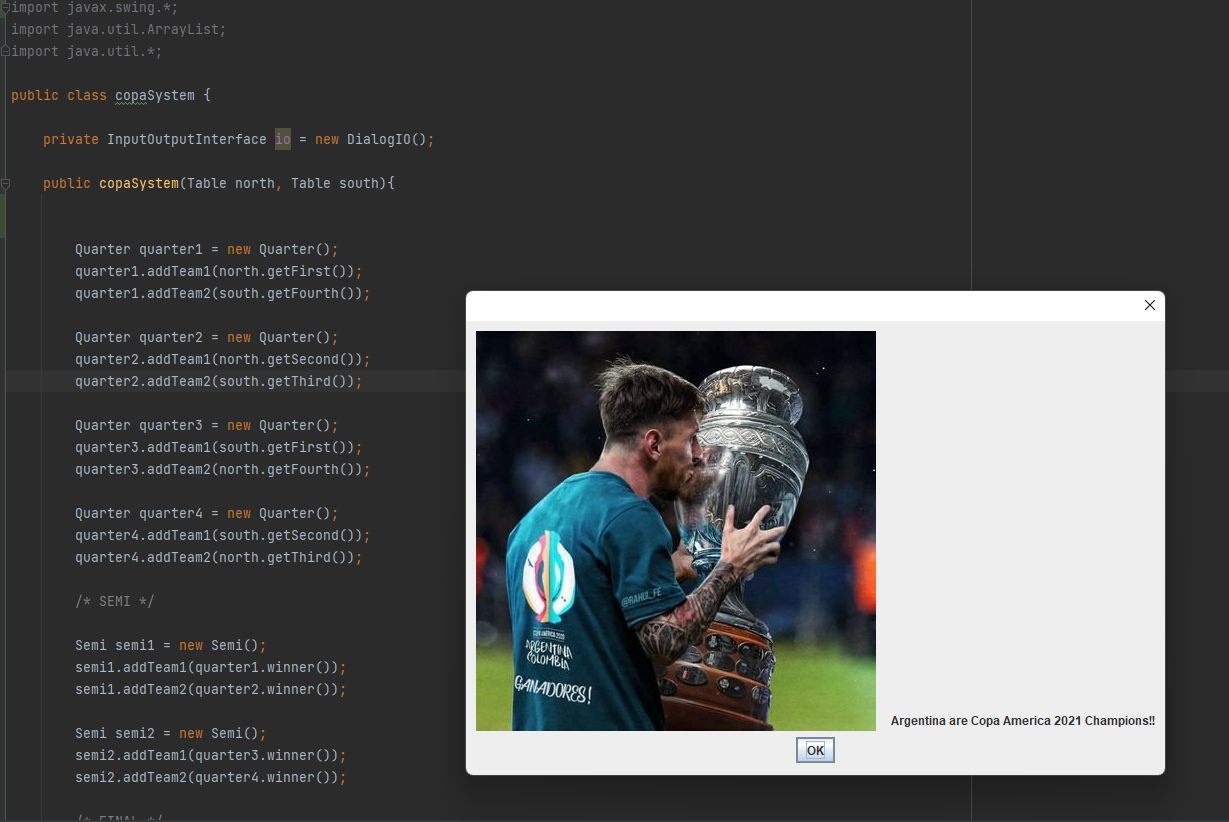 import javax.swing.*;
import java.util.ArrayList;
import java.util.*;
public class copaSystem {
private InputOutputInterface io = new DialogIO();
public copaSystem(Table north, Table south){
Quarter quarter1 = new Quarter();
quarter1.addTeam1(north.getFirst());
quarter1.addTeam2(south.getFourth());
Quarter quarter2 = new Quarter();
quarter2.addTeam1(north.getSecond());
quarter2.addTeam2(south.getThird());
Quarter quarter3 = new Quarter();
quarter3.addTeam1(south.getFirst());
quarter3.addTeam2(north.getFourth());
Quarter quarter4 = new Quarter();
quarter4.addTeam1(south.getSecond());
quarter4.addTeam2(north.getThird());
/* SEMI */
Semi semi1 = new Semi();
semi1.addTeam1(quarter1.winner());
semi1.addTeam2(quarter2.winner());
Semi semi2 = new Semi();
semi2.addTeam1(quarter3.winner());
semi2.addTeam2(quarter4.winner());
/* FINAL */
@RAHUL_FE
COPA AMERICA 2020
ARGENTINA
COLOMBIA
GANADORES!
Argentina are Copa America 2021 Champions!!
OK